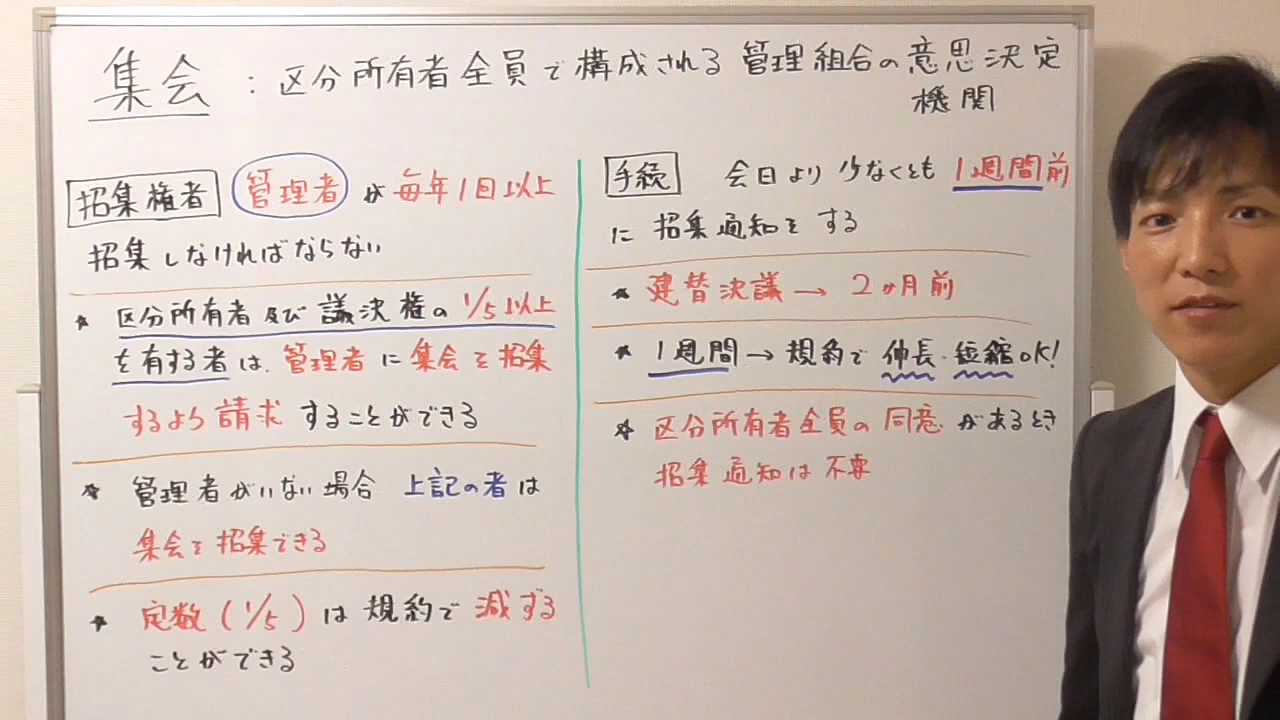 集会：区分所有者全員で構成される管理組合の意思決定
機関
招集権者 管理者が毎年1回以上
招集しなければならない
★ 区分所有者及び議決権の1/5以上
を有する者は、管理者に集会を招集
するよう請求することができる
★ 管理者がいない場合、上記の者は
集会を招集できる
★ 定数(1/5)は規約で減ずる
ことができる
手続 会日より少なくとも1週間前
に招集通知をする
★ 建替決議→2ヶ月前
★ 1週間→規約で伸長・短縮OK!
★ 区分所有者全員の同意があるとき
招集通知は不要